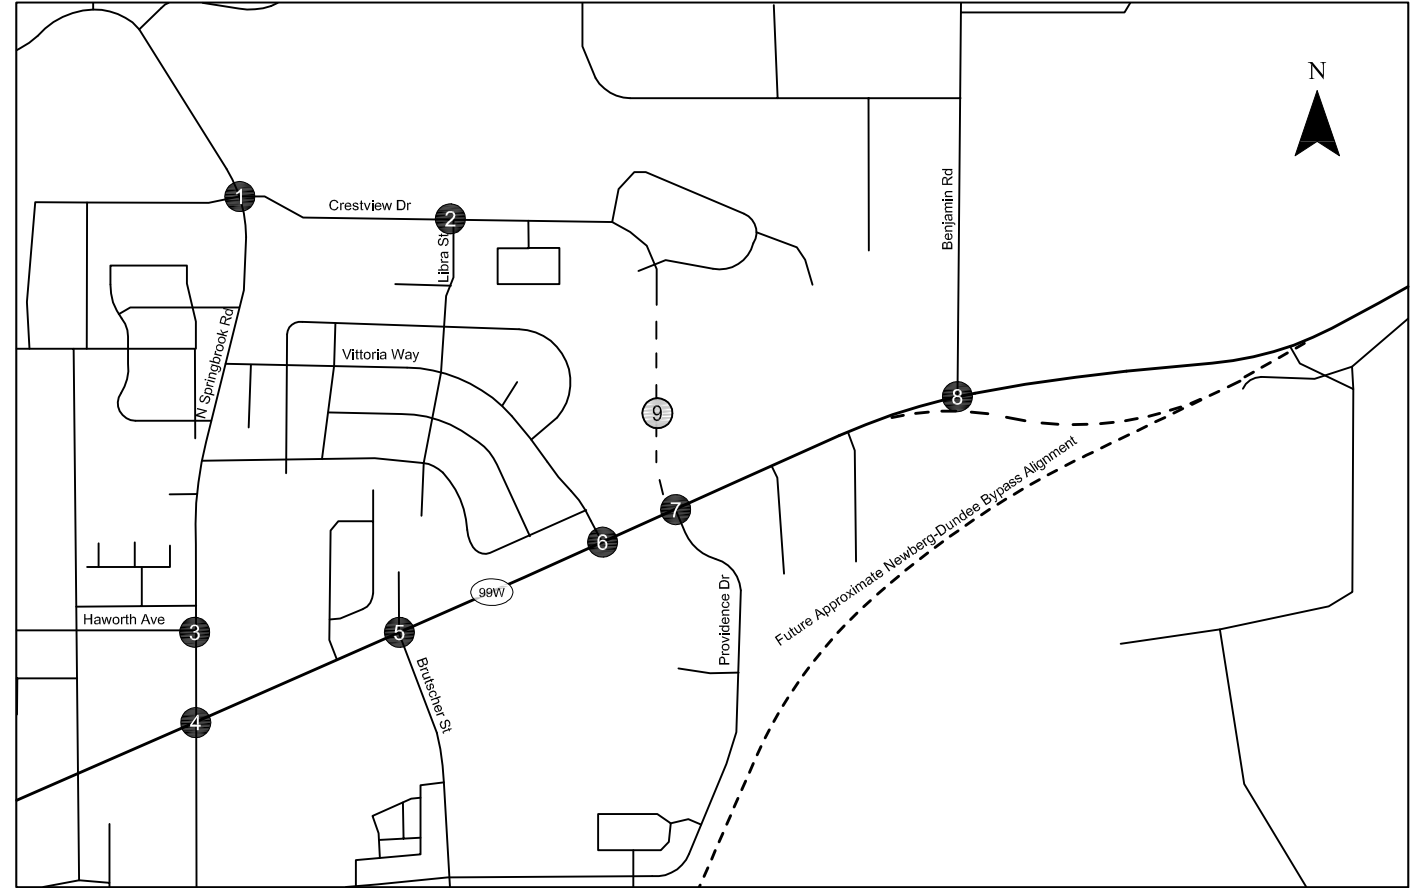 N
1
Crestview Dr
2
Libra St
Benjamin Rd
N Springbrook Rd
Vittoria Way
9
8
7
6
Future Approximate Newberg-Dundee Bypass Alignment
99W
Haworth Ave
3
5
Providence Dr
Brutscher St
4